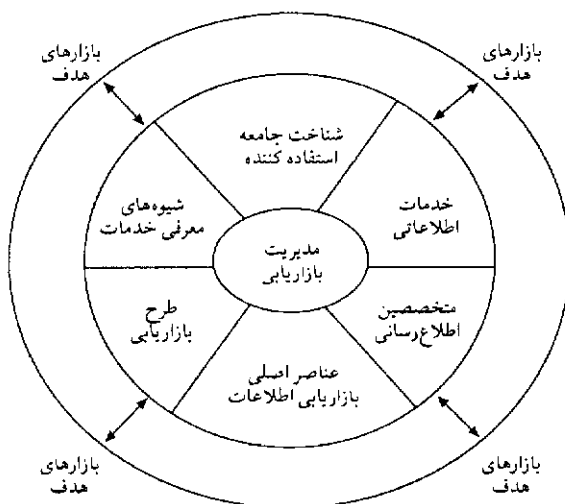 بازارهای
هدف
بازارهای
هدف
شناخت جامعه
استفاده کننده
خدمات
اطلاعاتی
شیوه‌های
معرفی خدمات
مدیریت
بازاریابی
متخصصین
اطلاع‌رسانی
طرح
بازاریابی
عناصر اصلی
بازاریابی اطلاعات
بازارهای
هدف
بازارهای
هدف